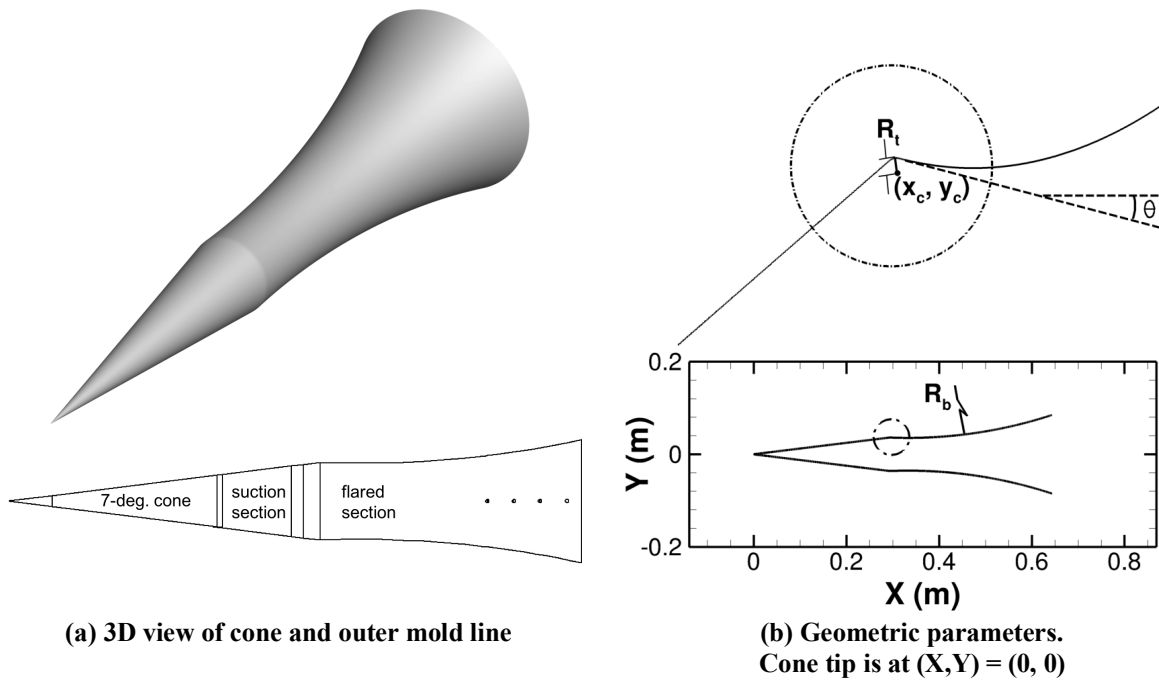 7-deg. cone
suction
section
flared
section
(a) 3D view of cone and outer mold line
R_t
(x_c, y_c)
θ
0.2
0
-0.2
Y (m)
R_b
0 0.2 0.4 0.6 0.8
X (m)
(b) Geometric parameters.
Cone tip is at (X,Y) = (0, 0)